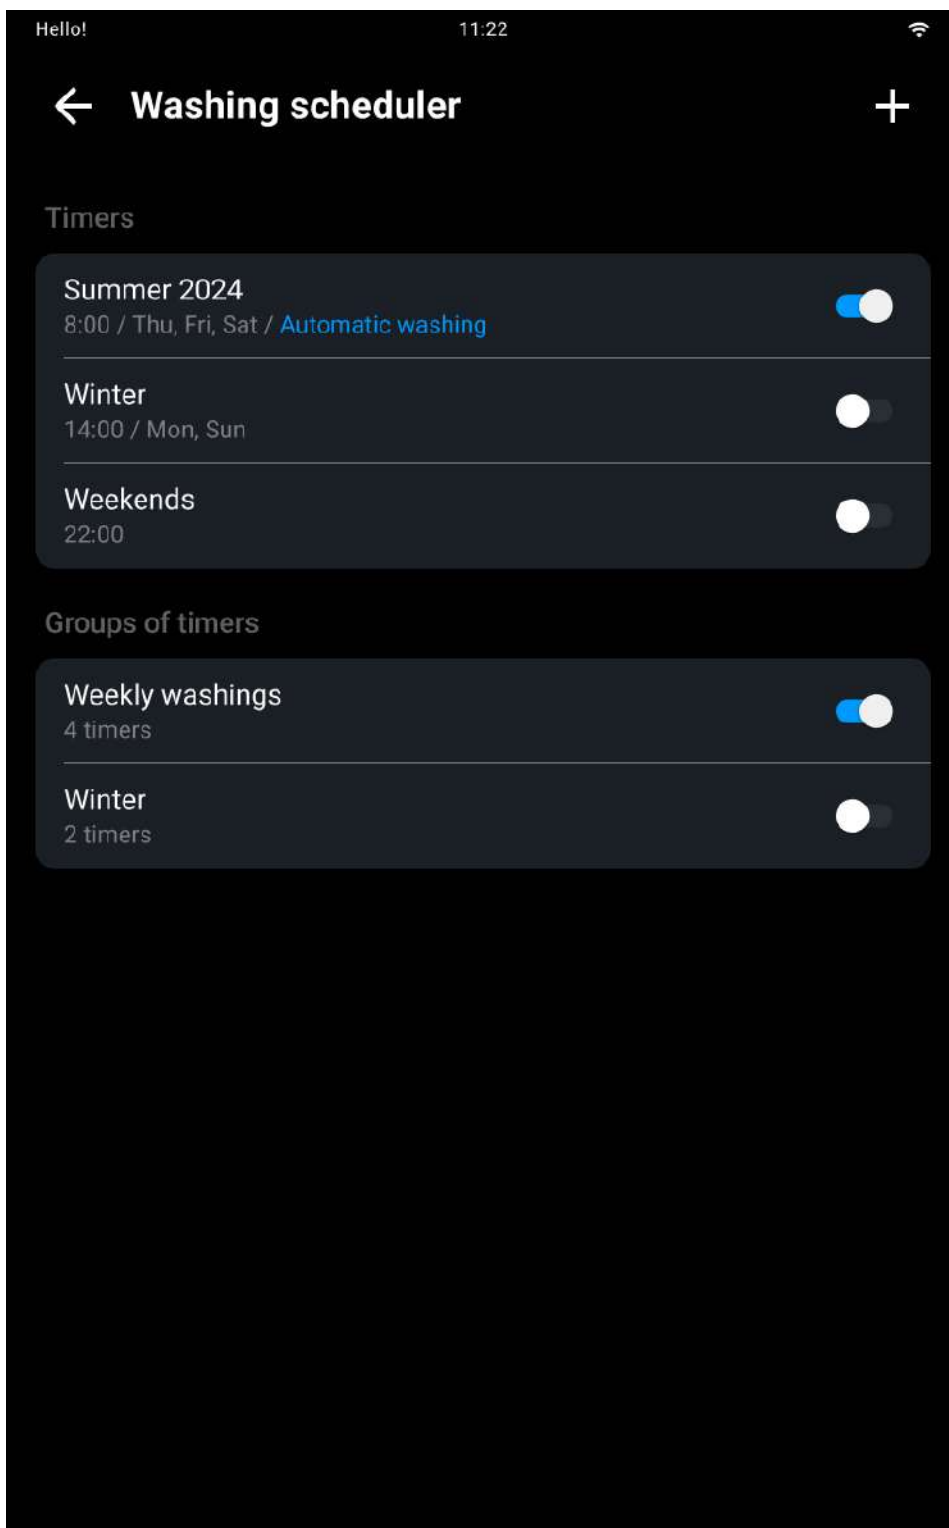 Hello!
11:22
Washing scheduler
Timers
Summer 2024
8:00 / Thu, Fri, Sat / Automatic washing
Winter
14:00 / Mon, Sun
Weekends
22:00
Groups of timers
Weekly washings
4 timers
Winter
2 timers